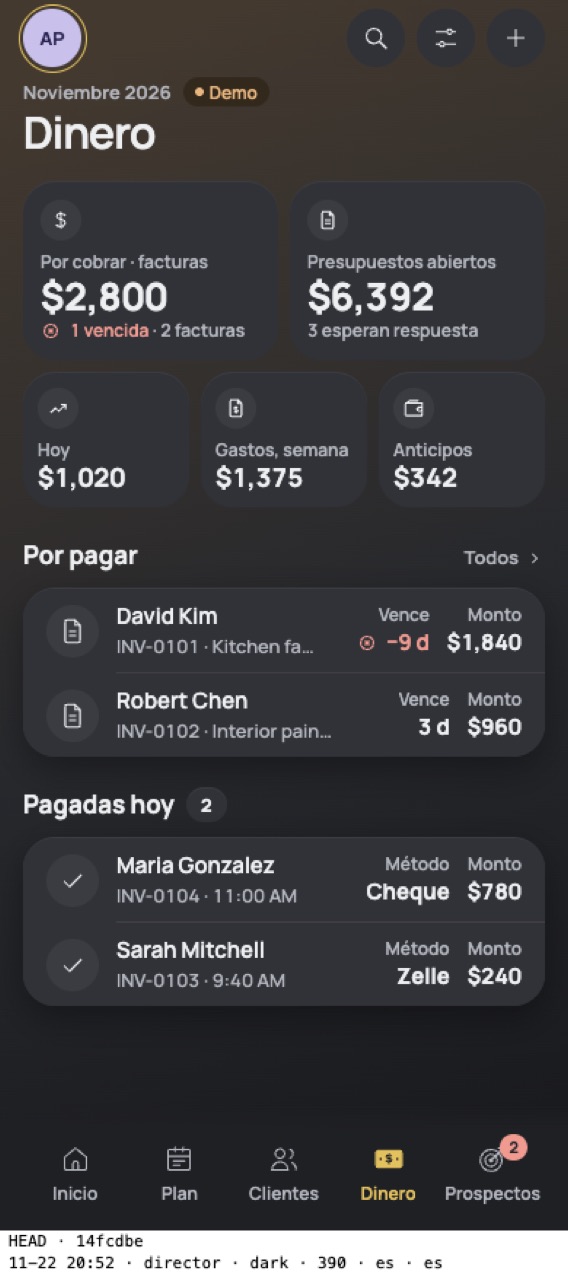 AP
Noviembre 2026 Demo
Dinero
$
Por cobrar · facturas
$2,800
1 vencida · 2 facturas
Presupuestos abiertos
$6,392
3 esperan respuesta
Hoy
$1,020
$
Gastos, semana
$1,375
Anticipos
$342
Por pagar
Todos >
David Kim
INV-0101 · Kitchen fa...
Vence Monto
−9 d $1,840
Robert Chen
INV-0102 · Interior pain...
Vence Monto
3 d $960
Pagadas hoy 2
Maria Gonzalez
INV-0104 · 11:00 AM
Método Monto
Cheque $780
Sarah Mitchell
INV-0103 · 9:40 AM
Método Monto
Zelle $240
$
2
Inicio Plan Clientes Dinero Prospectos
HEAD · 14fcdbe
11-22 20:52 · director · dark · 390 · es · es